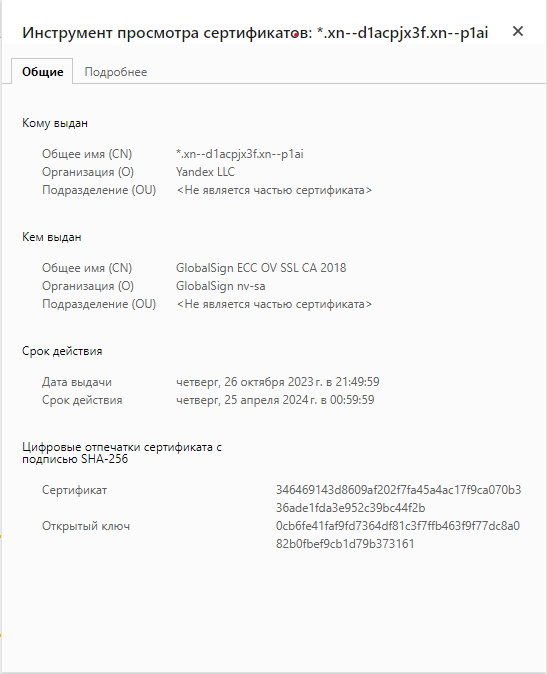 Инструмент просмотра сертификатов: *.xn--d1acpjx3f.xn--p1ai
Общие Подробнее
Кому выдан
Общее имя (CN) *.xn--d1acpjx3f.xn--p1ai
Организация (O) Yandex LLC
Подразделение (OU) <Не является частью сертификата>
Кем выдан
Общее имя (CN) GlobalSign ECC OV SSL CA 2018
Организация (O) GlobalSign nv-sa
Подразделение (OU) <Не является частью сертификата>
Срок действия
Дата выдачи четверг, 26 октября 2023 г. в 21:49:59
Срок действия четверг, 25 апреля 2024 г. в 00:59:59
Цифровые отпечатки сертификата с
подписью SHA-256
Сертификат 346469143d8609af202f7fa45a4ac17f9ca070b3
36ade1fda3e952c39bc44f2b
Открытый ключ 0cb6fe41faf9fd7364df81c3f7ffb463f9f77dc8a0
82b0fbef9cb1d79b373161